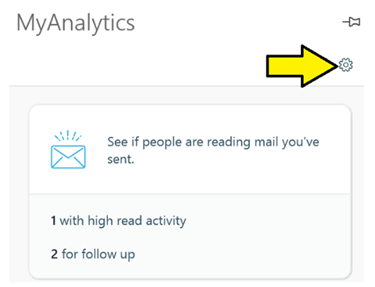 MyAnalytics
See if people are reading mail you've
sent.
1 with high read activity
2 for follow up